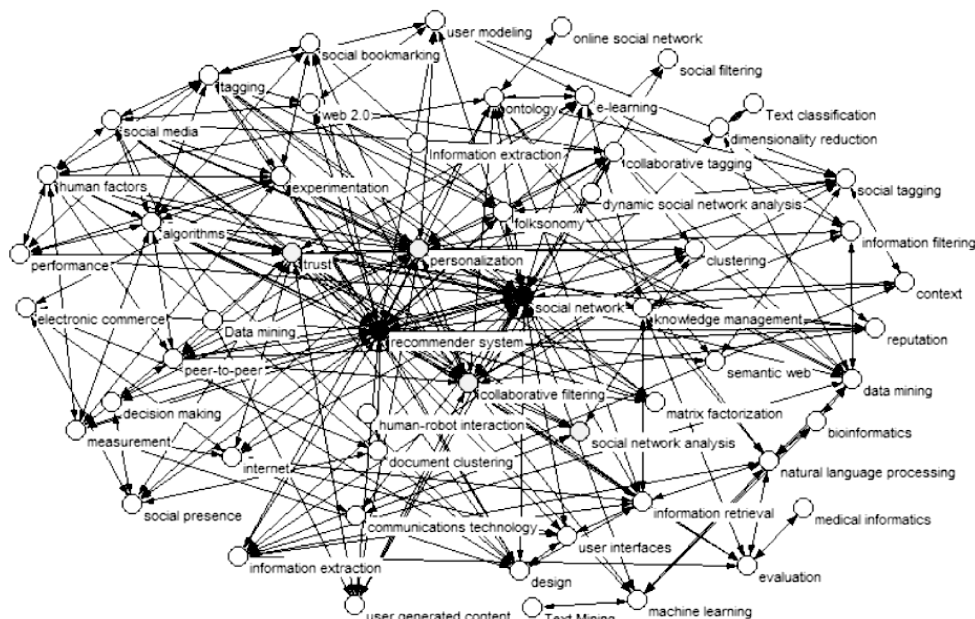 user modeling
online social network
social bookmarking
social filtering
tagging
ontology
e-learning
web 2.0
Text classification
social media
dimensionality reduction
Information extraction
collaborative tagging
human factors
experimentation
social tagging
dynamic social network analysis
folksonomy
algorithms
information filtering
performance
trust
personalization
clustering
context
electronic commerce
social network
knowledge management
Data mining
reputation
recommender system
peer-to-peer
semantic web
data mining
collaborative filtering
decision making
matrix factorization
human-robot interaction
bioinformatics
measurement
social network analysis
internet
document clustering
natural language processing
social presence
information retrieval
medical informatics
communications technology
user interfaces
information extraction
design
evaluation
user generated content
Text Mining
machine learning